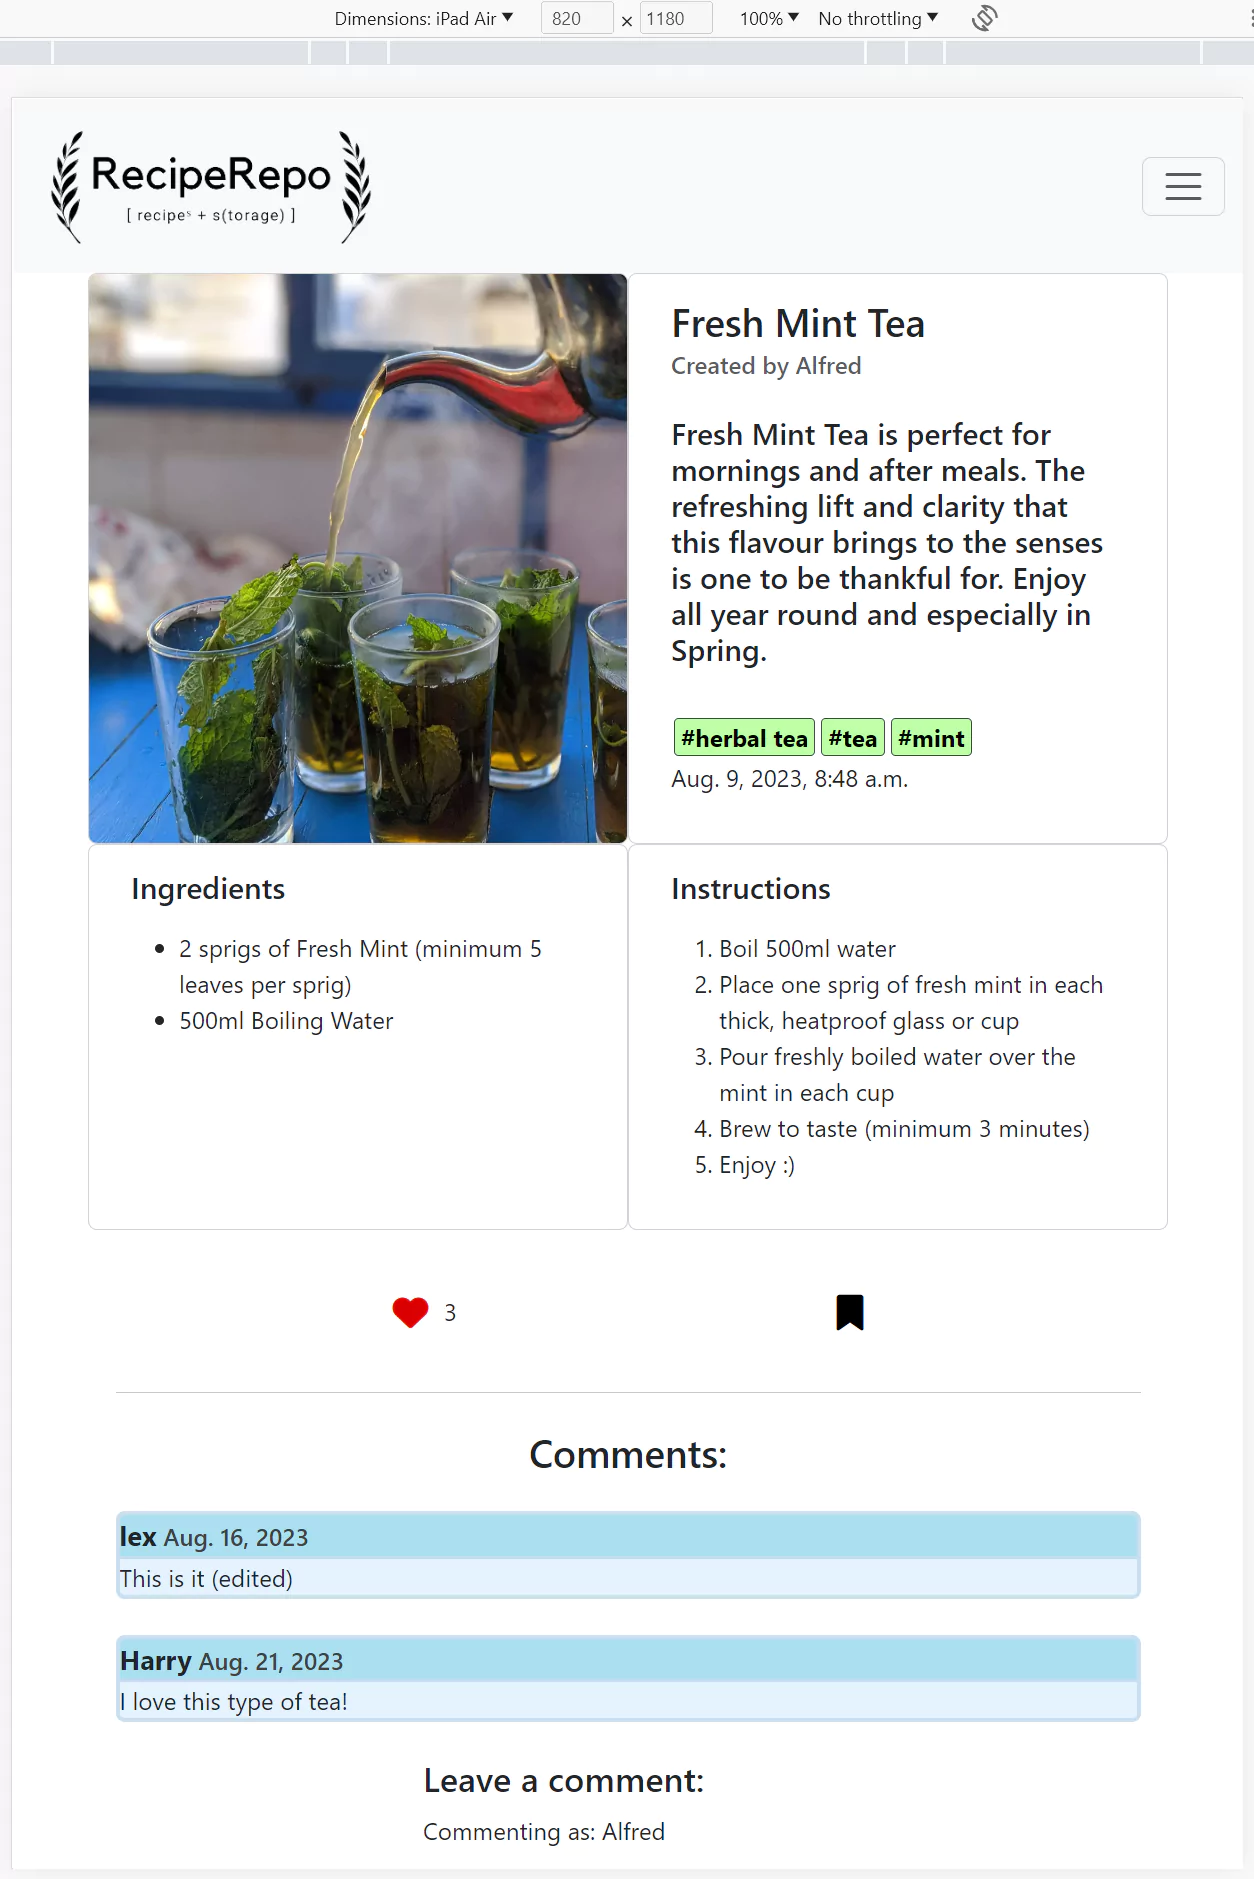 Dimensions: iPad Air 820 × 1180 100% No throttling
RecipeRepo
[ recipeˢ + s(torage) ]
Fresh Mint Tea
Created by Alfred
Fresh Mint Tea is perfect for
mornings and after meals. The
refreshing lift and clarity that
this flavour brings to the senses
is one to be thankful for. Enjoy
all year round and especially in
Spring.
#herbal tea #tea #mint
Aug. 9, 2023, 8:48 a.m.
Ingredients
2 sprigs of Fresh Mint (minimum 5
leaves per sprig)
500ml Boiling Water
Instructions
1. Boil 500ml water
2. Place one sprig of fresh mint in each
thick, heatproof glass or cup
3. Pour freshly boiled water over the
mint in each cup
4. Brew to taste (minimum 3 minutes)
5. Enjoy :)
3
Comments:
lex Aug. 16, 2023
This is it (edited)
Harry Aug. 21, 2023
I love this type of tea!
Leave a comment:
Commenting as: Alfred